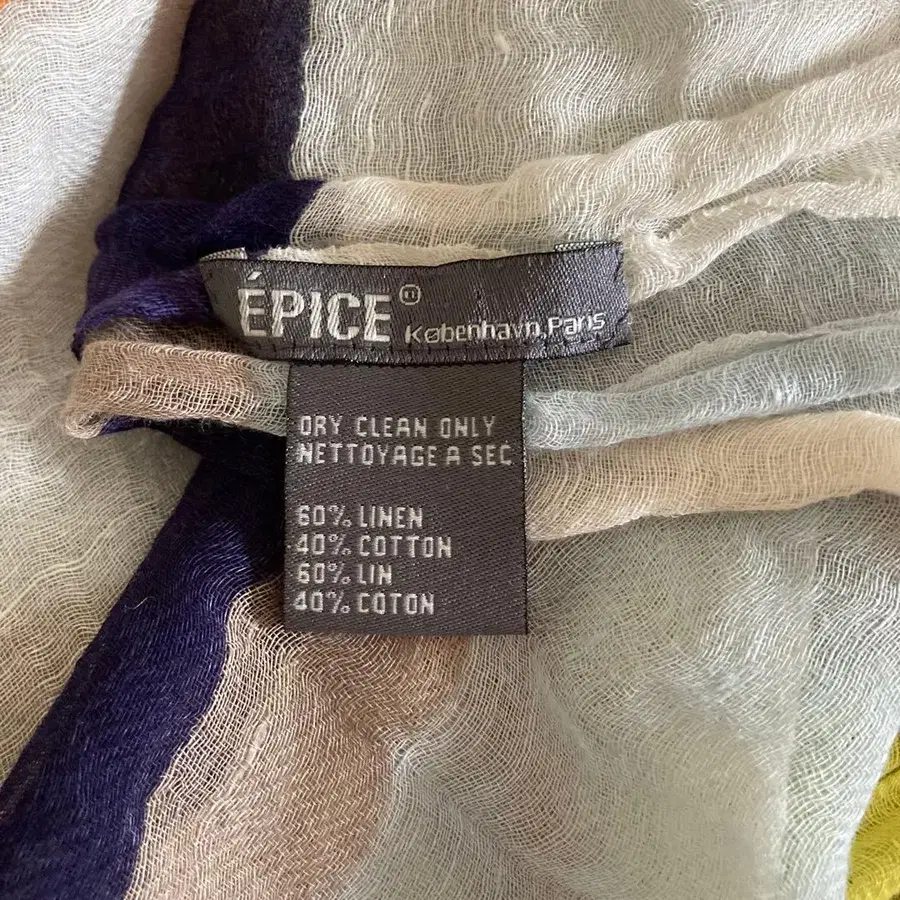 ÉPICE®
København, Paris
DRY CLEAN ONLY
NETTOYAGE A SEC
60% LINEN
40% COTTON
60% LIN
40% COTON